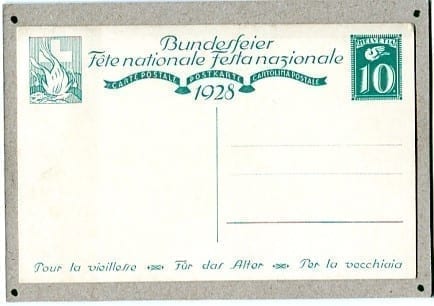 Bundesfeier
Fête nationale Festa nazionale
CARTE POSTALE POSTKARTE CARTOLINA POSTALE
1928
HELVETIA
10
Pour la vieillesse Für das Alter Per la vecchiaia